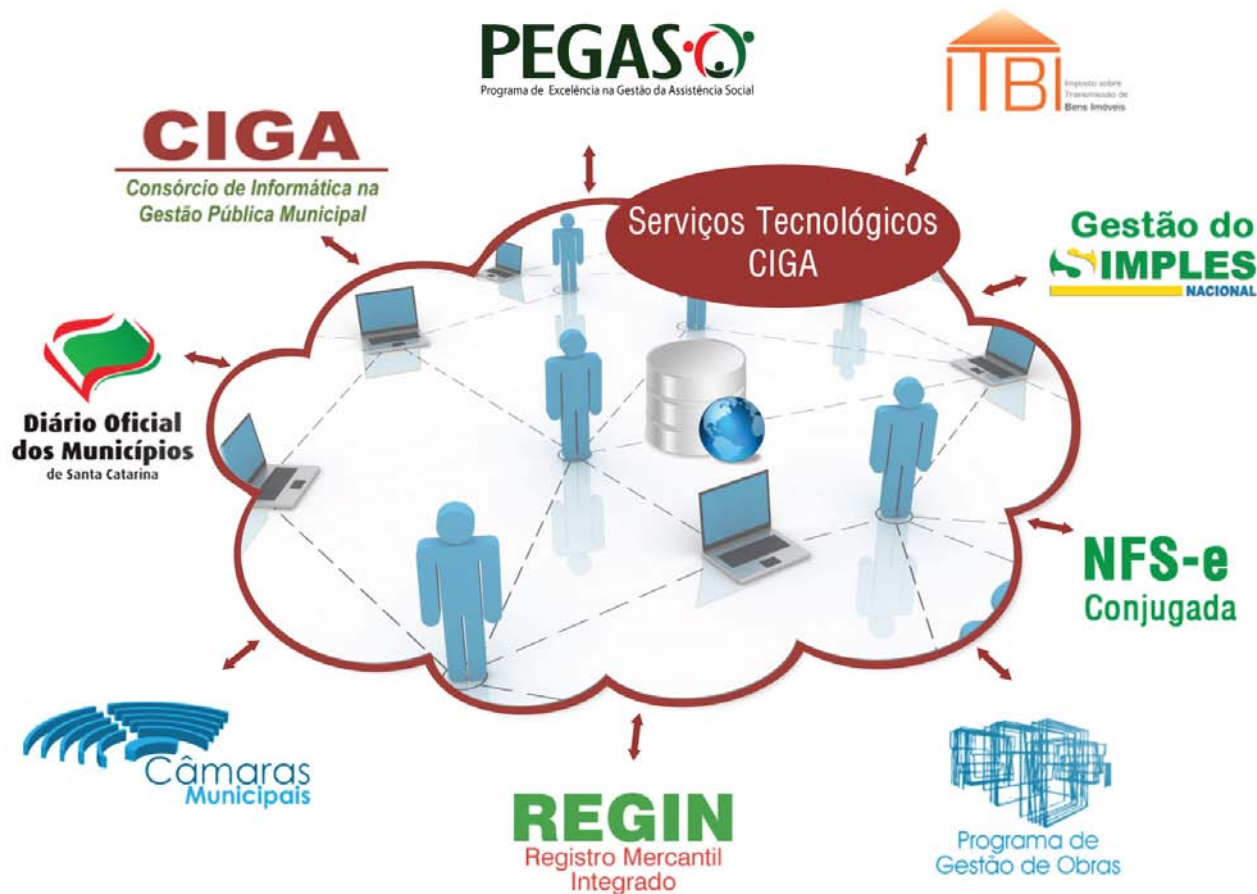 PEGASO
Programa de Excelência na Gestão da Assistência Social
ITBI
Imposto sobre
Transmissão de
Bens Imóveis
CIGA
Consórcio de Informática na
Gestão Pública Municipal
Serviços Tecnológicos
CIGA
Gestão do
SIMPLES
NACIONAL
Diário Oficial
dos Municípios
de Santa Catarina
NFS-e
Conjugada
Câmaras
Municipais
REGIN
Registro Mercantil
Integrado
Programa de
Gestão de Obras